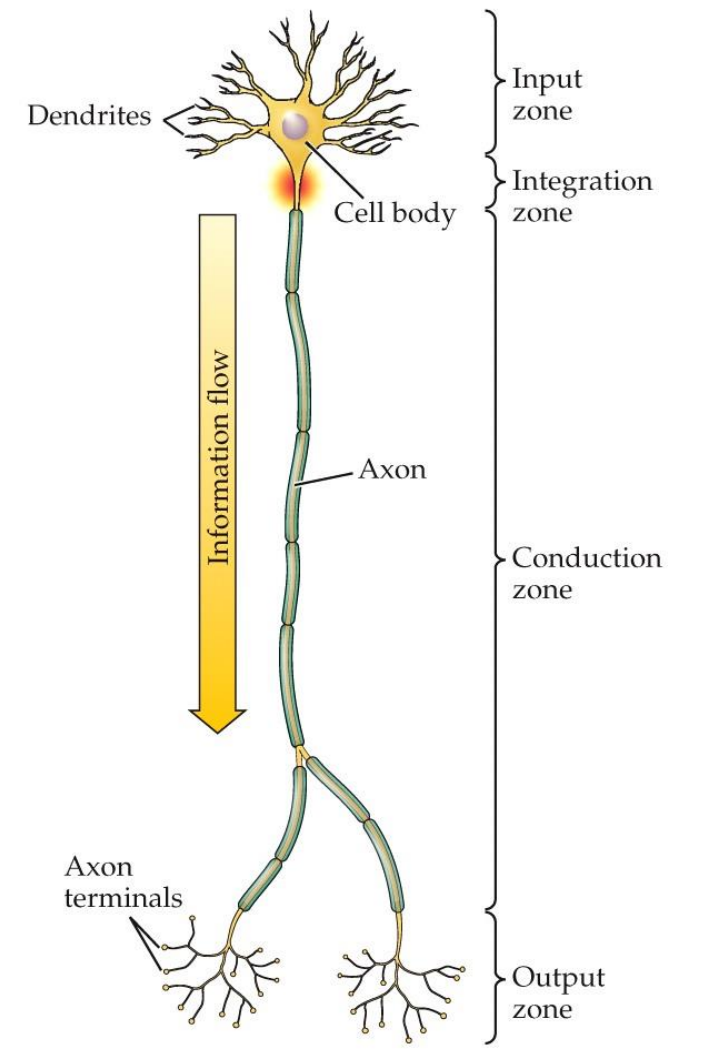 Input
zone
Dendrites
Integration
zone
Cell body
Information flow
Axon
Conduction
zone
Axon
terminals
Output
zone